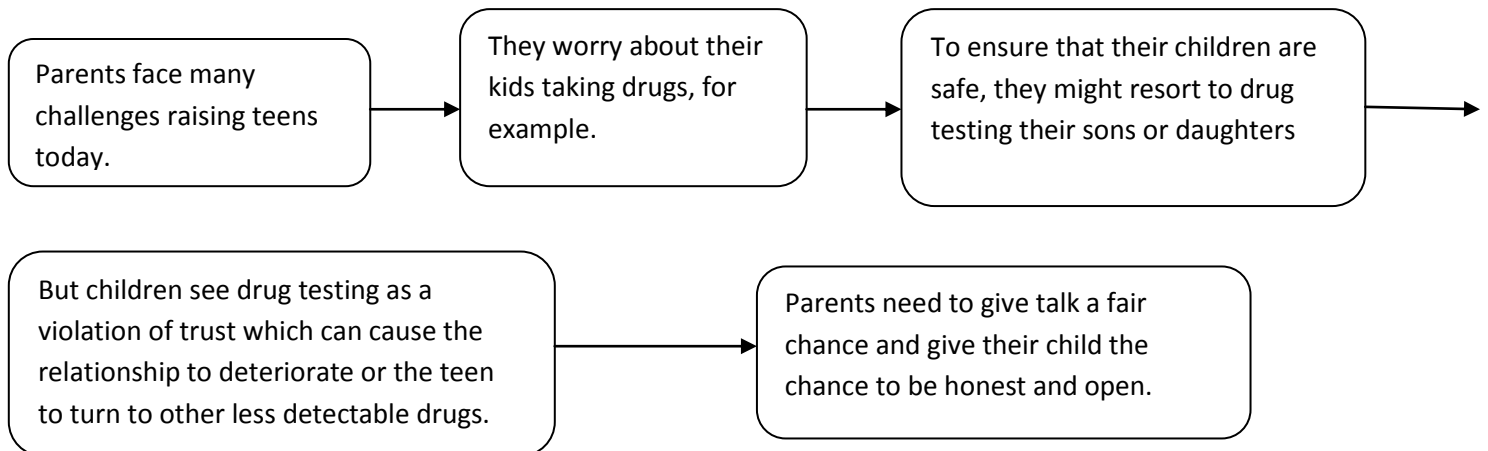 Parents face many
challenges raising teens
today.
They worry about their
kids taking drugs, for
example.
To ensure that their children are
safe, they might resort to drug
testing their sons or daughters
But children see drug testing as a
violation of trust which can cause the
relationship to deteriorate or the teen
to turn to other less detectable drugs.
Parents need to give talk a fair
chance and give their child the
chance to be honest and open.